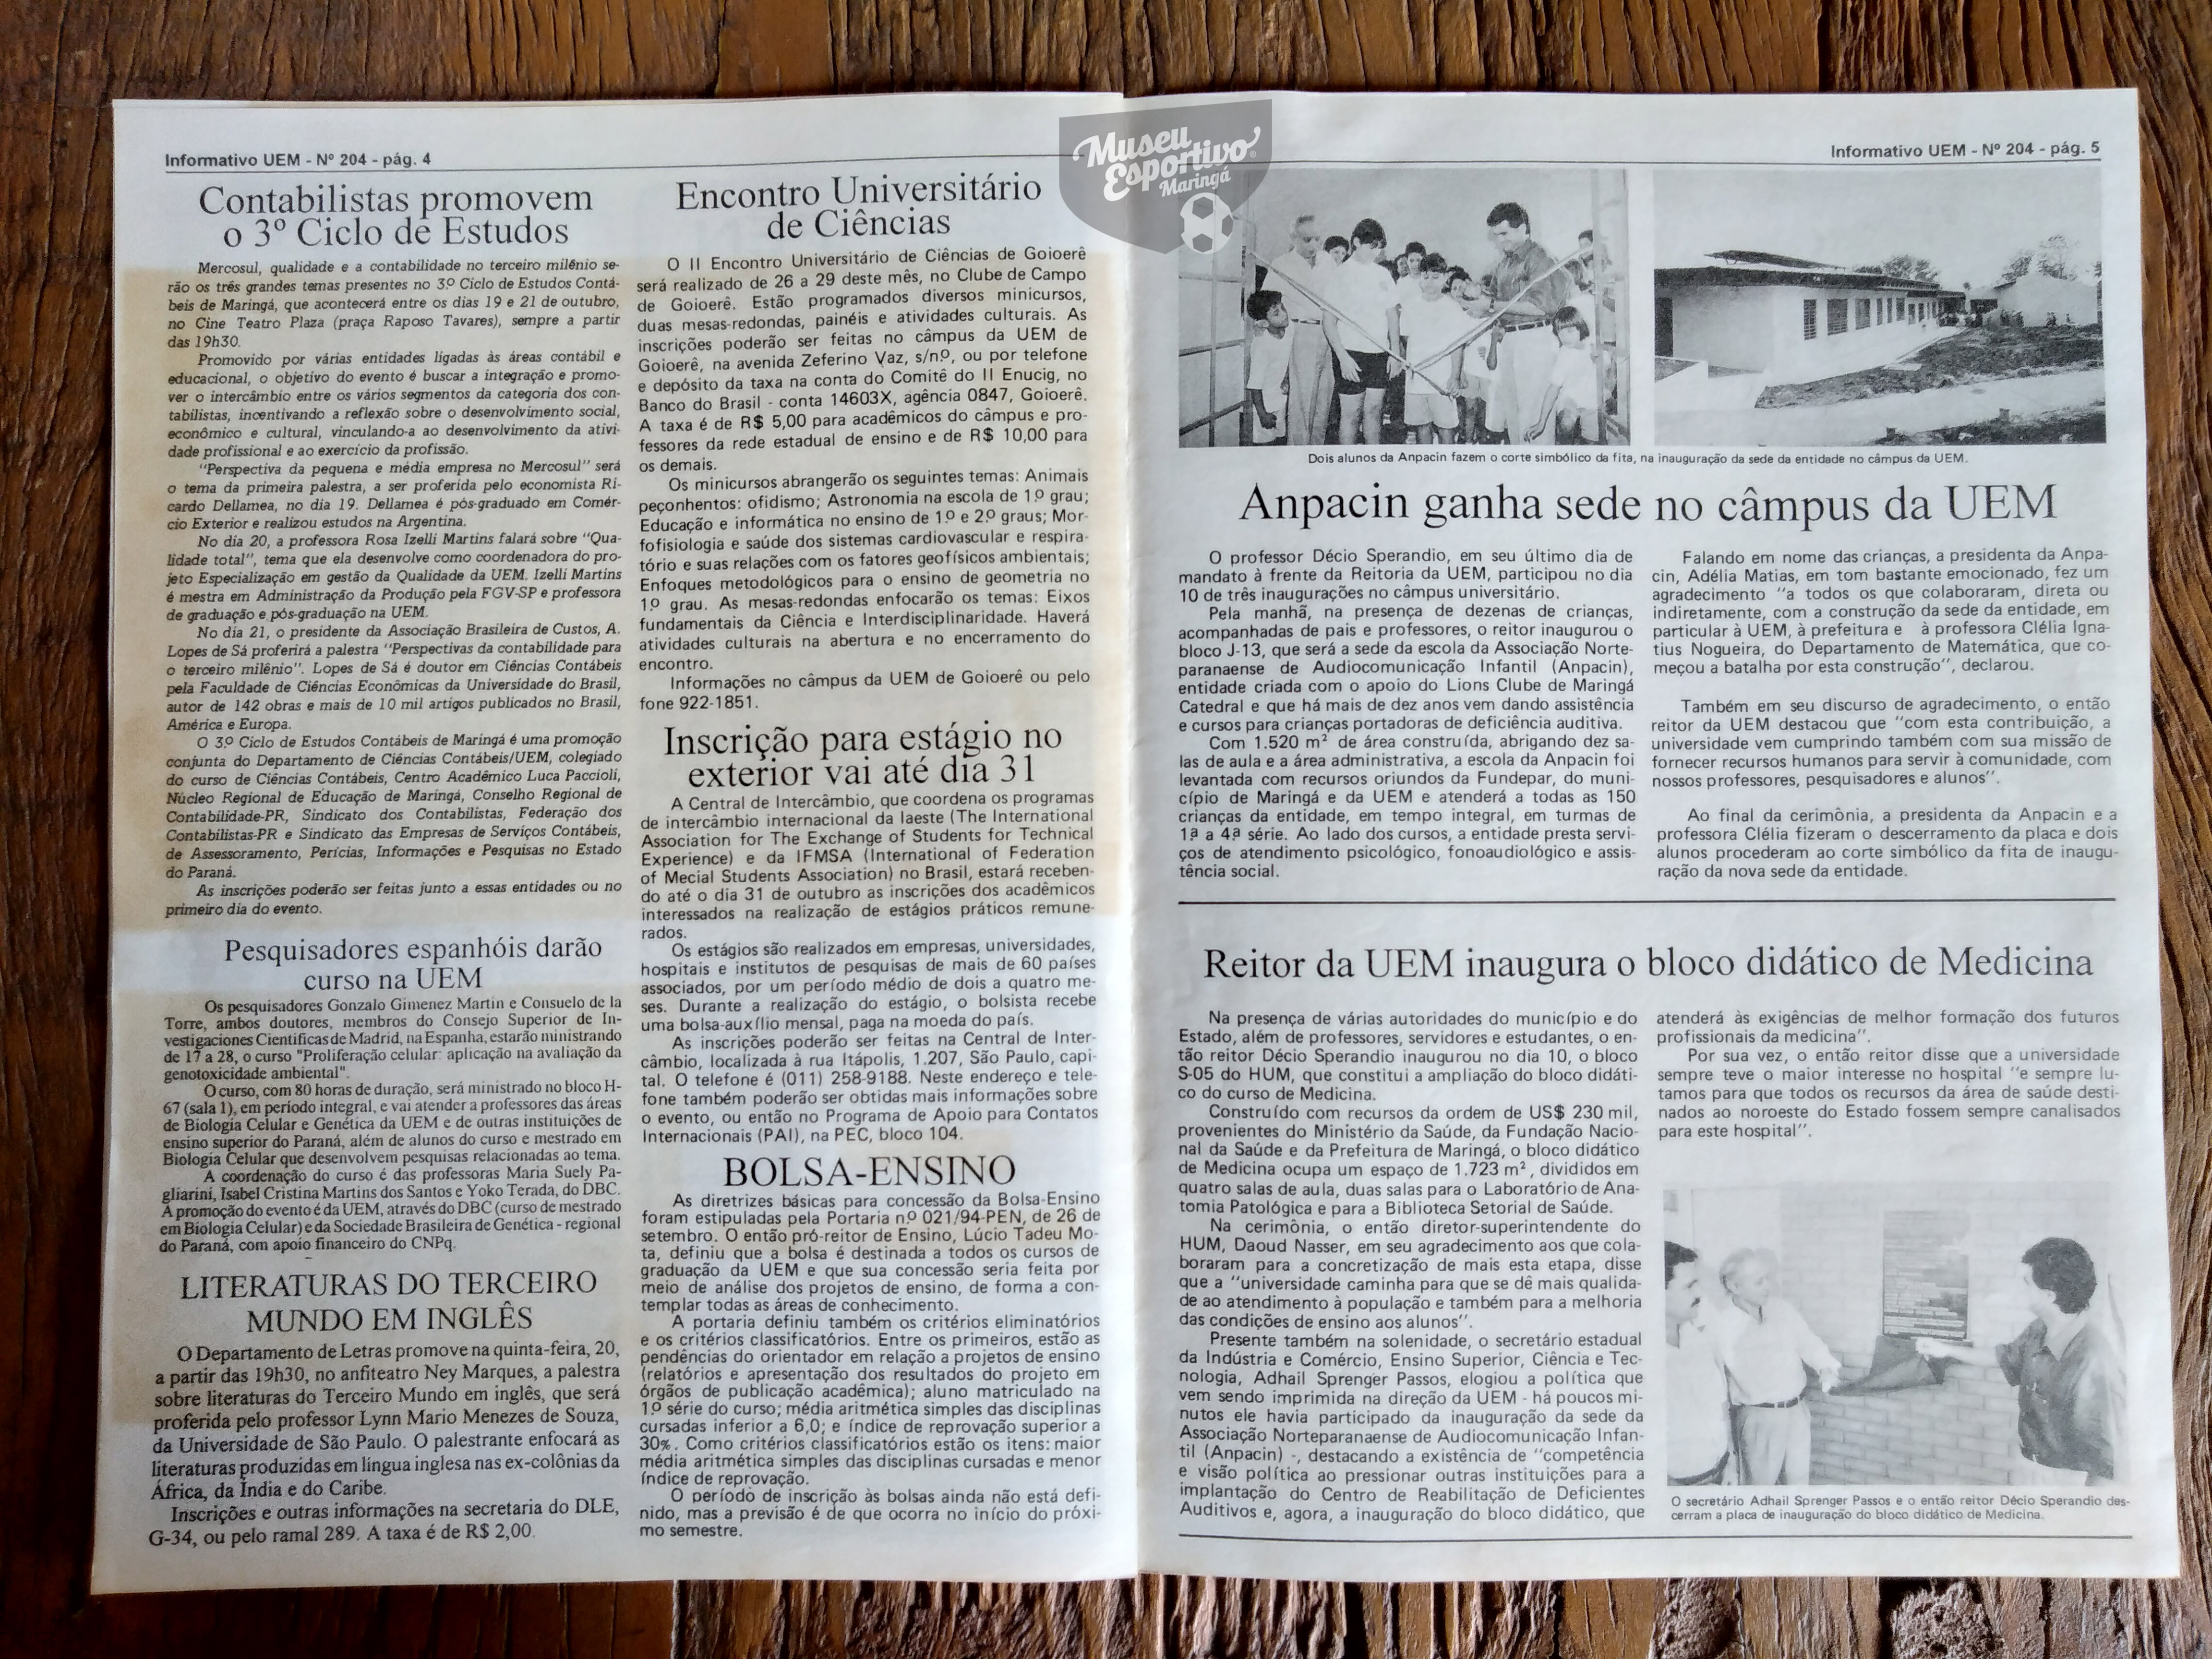 Informativo UEM - Nº 204 - pág. 4
Contabilistas promovem
o 3º Ciclo de Estudos
Mercosul, qualidade e a contabilidade no terceiro milênio se-
rão os três grandes temas presentes no 3º Ciclo de Estudos Contá-
beis de Maringá, que acontecerá entre os dias 19 e 21 de outubro,
no Cine Teatro Plaza (praça Raposo Tavares), sempre a partir
das 19h30.
Promovido por várias entidades ligadas às áreas contábil e
educacional, o objetivo do evento é buscar a integração e promo-
ver o intercâmbio entre os vários segmentos da categoria dos con-
tabilistas, incentivando a reflexão sobre o desenvolvimento social,
econômico e cultural, vinculando-a ao desenvolvimento da ativi-
dade profissional e ao exercício da profissão.
"Perspectiva da pequena e média empresa no Mercosul" será
o tema da primeira palestra, a ser proferida pelo economista Ri-
cardo Dellamea, no dia 19. Dellamea é pós-graduado em Comér-
cio Exterior e realizou estudos na Argentina.
No dia 20, a professora Rosa Izelli Martins falará sobre "Qua-
lidade total", tema que ela desenvolve como coordenadora do pro-
jeto Especialização em gestão da Qualidade da UEM. Izelli Martins
é mestra em Administração da Produção pela FGV-SP e professora
de graduação e pós-graduação na UEM.
No dia 21, o presidente da Associação Brasileira de Custos, A.
Lopes de Sá proferirá a palestra "Perspectivas da contabilidade para
o terceiro milênio". Lopes de Sá é doutor em Ciências Contábeis
pela Faculdade de Ciências Econômicas da Universidade do Brasil,
autor de 142 obras e mais de 10 mil artigos publicados no Brasil,
América e Europa.
O 3º Ciclo de Estudos Contábeis de Maringá é uma promoção
conjunta do Departamento de Ciências Contábeis/UEM, colegiado
do curso de Ciências Contábeis, Centro Acadêmico Luca Paccioli,
Núcleo Regional de Educação de Maringá, Conselho Regional de
Contabilidade-PR, Sindicato dos Contabilistas, Federação dos
Contabilistas-PR e Sindicato das Empresas de Serviços Contábeis,
de Assessoramento, Perícias, Informações e Pesquisas no Estado
do Paraná.
As inscrições poderão ser feitas junto a essas entidades ou no
primeiro dia do evento.
Pesquisadores espanhóis darão
curso na UEM
Os pesquisadores Gonzalo Gimenez Martin e Consuelo de la
Torre, ambos doutores, membros do Consejo Superior de In-
vestigaciones Cientificas de Madrid, na Espanha, estarão ministrando
de 17 a 28, o curso "Proliferação celular: aplicação na avaliação da
genotoxicidade ambiental".
O curso, com 80 horas de duração, será ministrado no bloco H-
67 (sala 1), em período integral, e vai atender a professores das áreas
de Biologia Celular e Genética da UEM e de outras instituições de
ensino superior do Paraná, além de alunos do curso e mestrado em
Biologia Celular que desenvolvem pesquisas relacionadas ao tema.
A coordenação do curso é das professoras Maria Suely Pa-
gliarini, Isabel Cristina Martins dos Santos e Yoko Terada, do DBC.
A promoção do evento é da UEM, através do DBC (curso de mestrado
em Biologia Celular) e da Sociedade Brasileira de Genética - regional
do Paraná, com apoio financeiro do CNPq.
LITERATURAS DO TERCEIRO
MUNDO EM INGLÊS
O Departamento de Letras promove na quinta-feira, 20,
a partir das 19h30, no anfiteatro Ney Marques, a palestra
sobre literaturas do Terceiro Mundo em inglês, que será
proferida pelo professor Lynn Mario Menezes de Souza,
da Universidade de São Paulo. O palestrante enfocará as
literaturas produzidas em língua inglesa nas ex-colônias da
África, da Índia e do Caribe.
Inscrições e outras informações na secretaria do DLE,
G-34, ou pelo ramal 289. A taxa é de R$ 2,00.
Encontro Universitário
de Ciências
O II Encontro Universitário de Ciências de Goioerê
será realizado de 26 a 29 deste mês, no Clube de Campo
de Goioerê. Estão programados diversos minicursos,
duas mesas-redondas, painéis e atividades culturais. As
inscrições poderão ser feitas no câmpus da UEM de
Goioerê, na avenida Zeferino Vaz, s/nº, ou por telefone
e depósito da taxa na conta do Comitê do II Enucig, no
Banco do Brasil - conta 14603X, agência 0847, Goioerê.
A taxa é de R$ 5,00 para acadêmicos do câmpus e pro-
fessores da rede estadual de ensino e de R$ 10,00 para
os demais.
Os minicursos abrangerão os seguintes temas: Animais
peçonhentos: ofidismo; Astronomia na escola de 1º grau;
Educação e informática no ensino de 1º e 2º graus; Mor-
fofisiologia e saúde dos sistemas cardiovascular e respira-
tório e suas relações com os fatores geofísicos ambientais;
Enfoques metodológicos para o ensino de geometria no
1º grau. As mesas-redondas enfocarão os temas: Eixos
fundamentais da Ciência e Interdisciplinaridade. Haverá
atividades culturais na abertura e no encerramento do
encontro.
Informações no câmpus da UEM de Goioerê ou pelo
fone 922-1851.
Inscrição para estágio no
exterior vai até dia 31
A Central de Intercâmbio, que coordena os programas
de intercâmbio internacional da Iaeste (The International
Association for The Exchange of Students for Technical
Experience) e da IFMSA (International of Federation
of Mecial Students Association) no Brasil, estará receben-
do até o dia 31 de outubro as inscrições dos acadêmicos
interessados na realização de estágios práticos remune-
rados.
Os estágios são realizados em empresas, universidades,
hospitais e institutos de pesquisas de mais de 60 países
associados, por um período médio de dois a quatro me-
ses. Durante a realização do estágio, o bolsista recebe
uma bolsa-auxílio mensal, paga na moeda do país.
As inscrições poderão ser feitas na Central de Inter-
câmbio, localizada à rua Itápolis, 1.207, São Paulo, capi-
tal. O telefone é (011) 258-9188. Neste endereço e tele-
fone também poderão ser obtidas mais informações sobre
o evento, ou então no Programa de Apoio para Contatos
Internacionais (PAI), na PEC, bloco 104.
BOLSA-ENSINO
As diretrizes básicas para concessão da Bolsa-Ensino
foram estipuladas pela Portaria nº 021/94-PEN, de 26 de
setembro. O então pró-reitor de Ensino, Lúcio Tadeu Mo-
ta, definiu que a bolsa é destinada a todos os cursos de
graduação da UEM e que sua concessão seria feita por
meio de análise dos projetos de ensino, de forma a con-
templar todas as áreas de conhecimento.
A portaria definiu também os critérios eliminatórios
e os critérios classificatórios. Entre os primeiros, estão as
pendências do orientador em relação a projetos de ensino
(relatórios e apresentação dos resultados do projeto em
órgãos de publicação acadêmica); aluno matriculado na
1º série do curso; média aritmética simples das disciplinas
cursadas inferior a 6,0; e índice de reprovação superior a
30%. Como critérios classificatórios estão os itens: maior
média aritmética simples das disciplinas cursadas e menor
índice de reprovação.
O período de inscrição às bolsas ainda não está defi-
nido, mas a previsão é de que ocorra no início do próxi-
mo semestre.
Museu
Esportivo®
Maringá
Informativo UEM - Nº 204 - pág. 5
Dois alunos da Anpacin fazem o corte simbólico da fita, na inauguração da sede da entidade no câmpus da UEM.
Anpacin ganha sede no câmpus da UEM
O professor Décio Sperandio, em seu último dia de
mandato à frente da Reitoria da UEM, participou no dia
10 de três inaugurações no câmpus universitário.
Pela manhã, na presença de dezenas de crianças,
acompanhadas de pais e professores, o reitor inaugurou o
bloco J-13, que será a sede da escola da Associação Norte-
paranaense de Audiocomunicação Infantil (Anpacin),
entidade criada com o apoio do Lions Clube de Maringá
Catedral e que há mais de dez anos vem dando assistência
e cursos para crianças portadoras de deficiência auditiva.
Com 1.520 m² de área construída, abrigando dez sa-
las de aula e a área administrativa, a escola da Anpacin foi
levantada com recursos oriundos da Fundepar, do muni-
cípio de Maringá e da UEM e atenderá a todas as 150
crianças da entidade, em tempo integral, em turmas de
1ª a 4ª série. Ao lado dos cursos, a entidade presta servi-
ços de atendimento psicológico, fonoaudiológico e assis-
tência social.
Falando em nome das crianças, a presidenta da Anpa-
cin, Adélia Matias, em tom bastante emocionado, fez um
agradecimento "a todos os que colaboraram, direta ou
indiretamente, com a construção da sede da entidade, em
particular à UEM, à prefeitura e à professora Clélia Igna-
tius Nogueira, do Departamento de Matemática, que co-
meçou a batalha por esta construção", declarou.
Também em seu discurso de agradecimento, o então
reitor da UEM destacou que "com esta contribuição, a
universidade vem cumprindo também com sua missão de
fornecer recursos humanos para servir à comunidade, com
nossos professores, pesquisadores e alunos".
Ao final da cerimônia, a presidenta da Anpacin e a
professora Clélia fizeram o descerramento da placa e dois
alunos procederam ao corte simbólico da fita de inaugu-
ração da nova sede da entidade.
Reitor da UEM inaugura o bloco didático de Medicina
Na presença de várias autoridades do município e do
Estado, além de professores, servidores e estudantes, o en-
tão reitor Décio Sperandio inaugurou no dia 10, o bloco
S-05 do HUM, que constitui a ampliação do bloco didáti-
co do curso de Medicina.
Construído com recursos da ordem de US$ 230 mil,
provenientes do Ministério da Saúde, da Fundação Nacio-
nal da Saúde e da Prefeitura de Maringá, o bloco didático
de Medicina ocupa um espaço de 1.723 m², divididos em
quatro salas de aula, duas salas para o Laboratório de Ana-
tomia Patológica e para a Biblioteca Setorial de Saúde.
Na cerimônia, o então diretor-superintendente do
HUM, Daoud Nasser, em seu agradecimento aos que cola-
boraram para a concretização de mais esta etapa, disse
que a "universidade caminha para que se dê mais qualida-
de ao atendimento à população e também para a melhoria
das condições de ensino aos alunos".
Presente também na solenidade, o secretário estadual
da Indústria e Comércio, Ensino Superior, Ciência e Tec-
nologia, Adhail Sprenger Passos, elogiou a política que
vem sendo imprimida na direção da UEM - há poucos mi-
nutos ele havia participado da inauguração da sede da
Associação Norteparanaense de Audiocomunicação Infan-
til (Anpacin) -, destacando a existência de "competência
e visão política ao pressionar outras instituições para a
implantação do Centro de Reabilitação de Deficientes
Auditivos e, agora, a inauguração do bloco didático, que
atenderá às exigências de melhor formação dos futuros
profissionais da medicina".
Por sua vez, o então reitor disse que a universidade
sempre teve o maior interesse no hospital "e sempre lu-
tamos para que todos os recursos da área de saúde desti-
nados ao noroeste do Estado fossem sempre canalisados
para este hospital".
O secretário Adhail Sprenger Passos e o então reitor Décio Sperandio des-
cerram a placa de inauguração do bloco didático de Medicina.